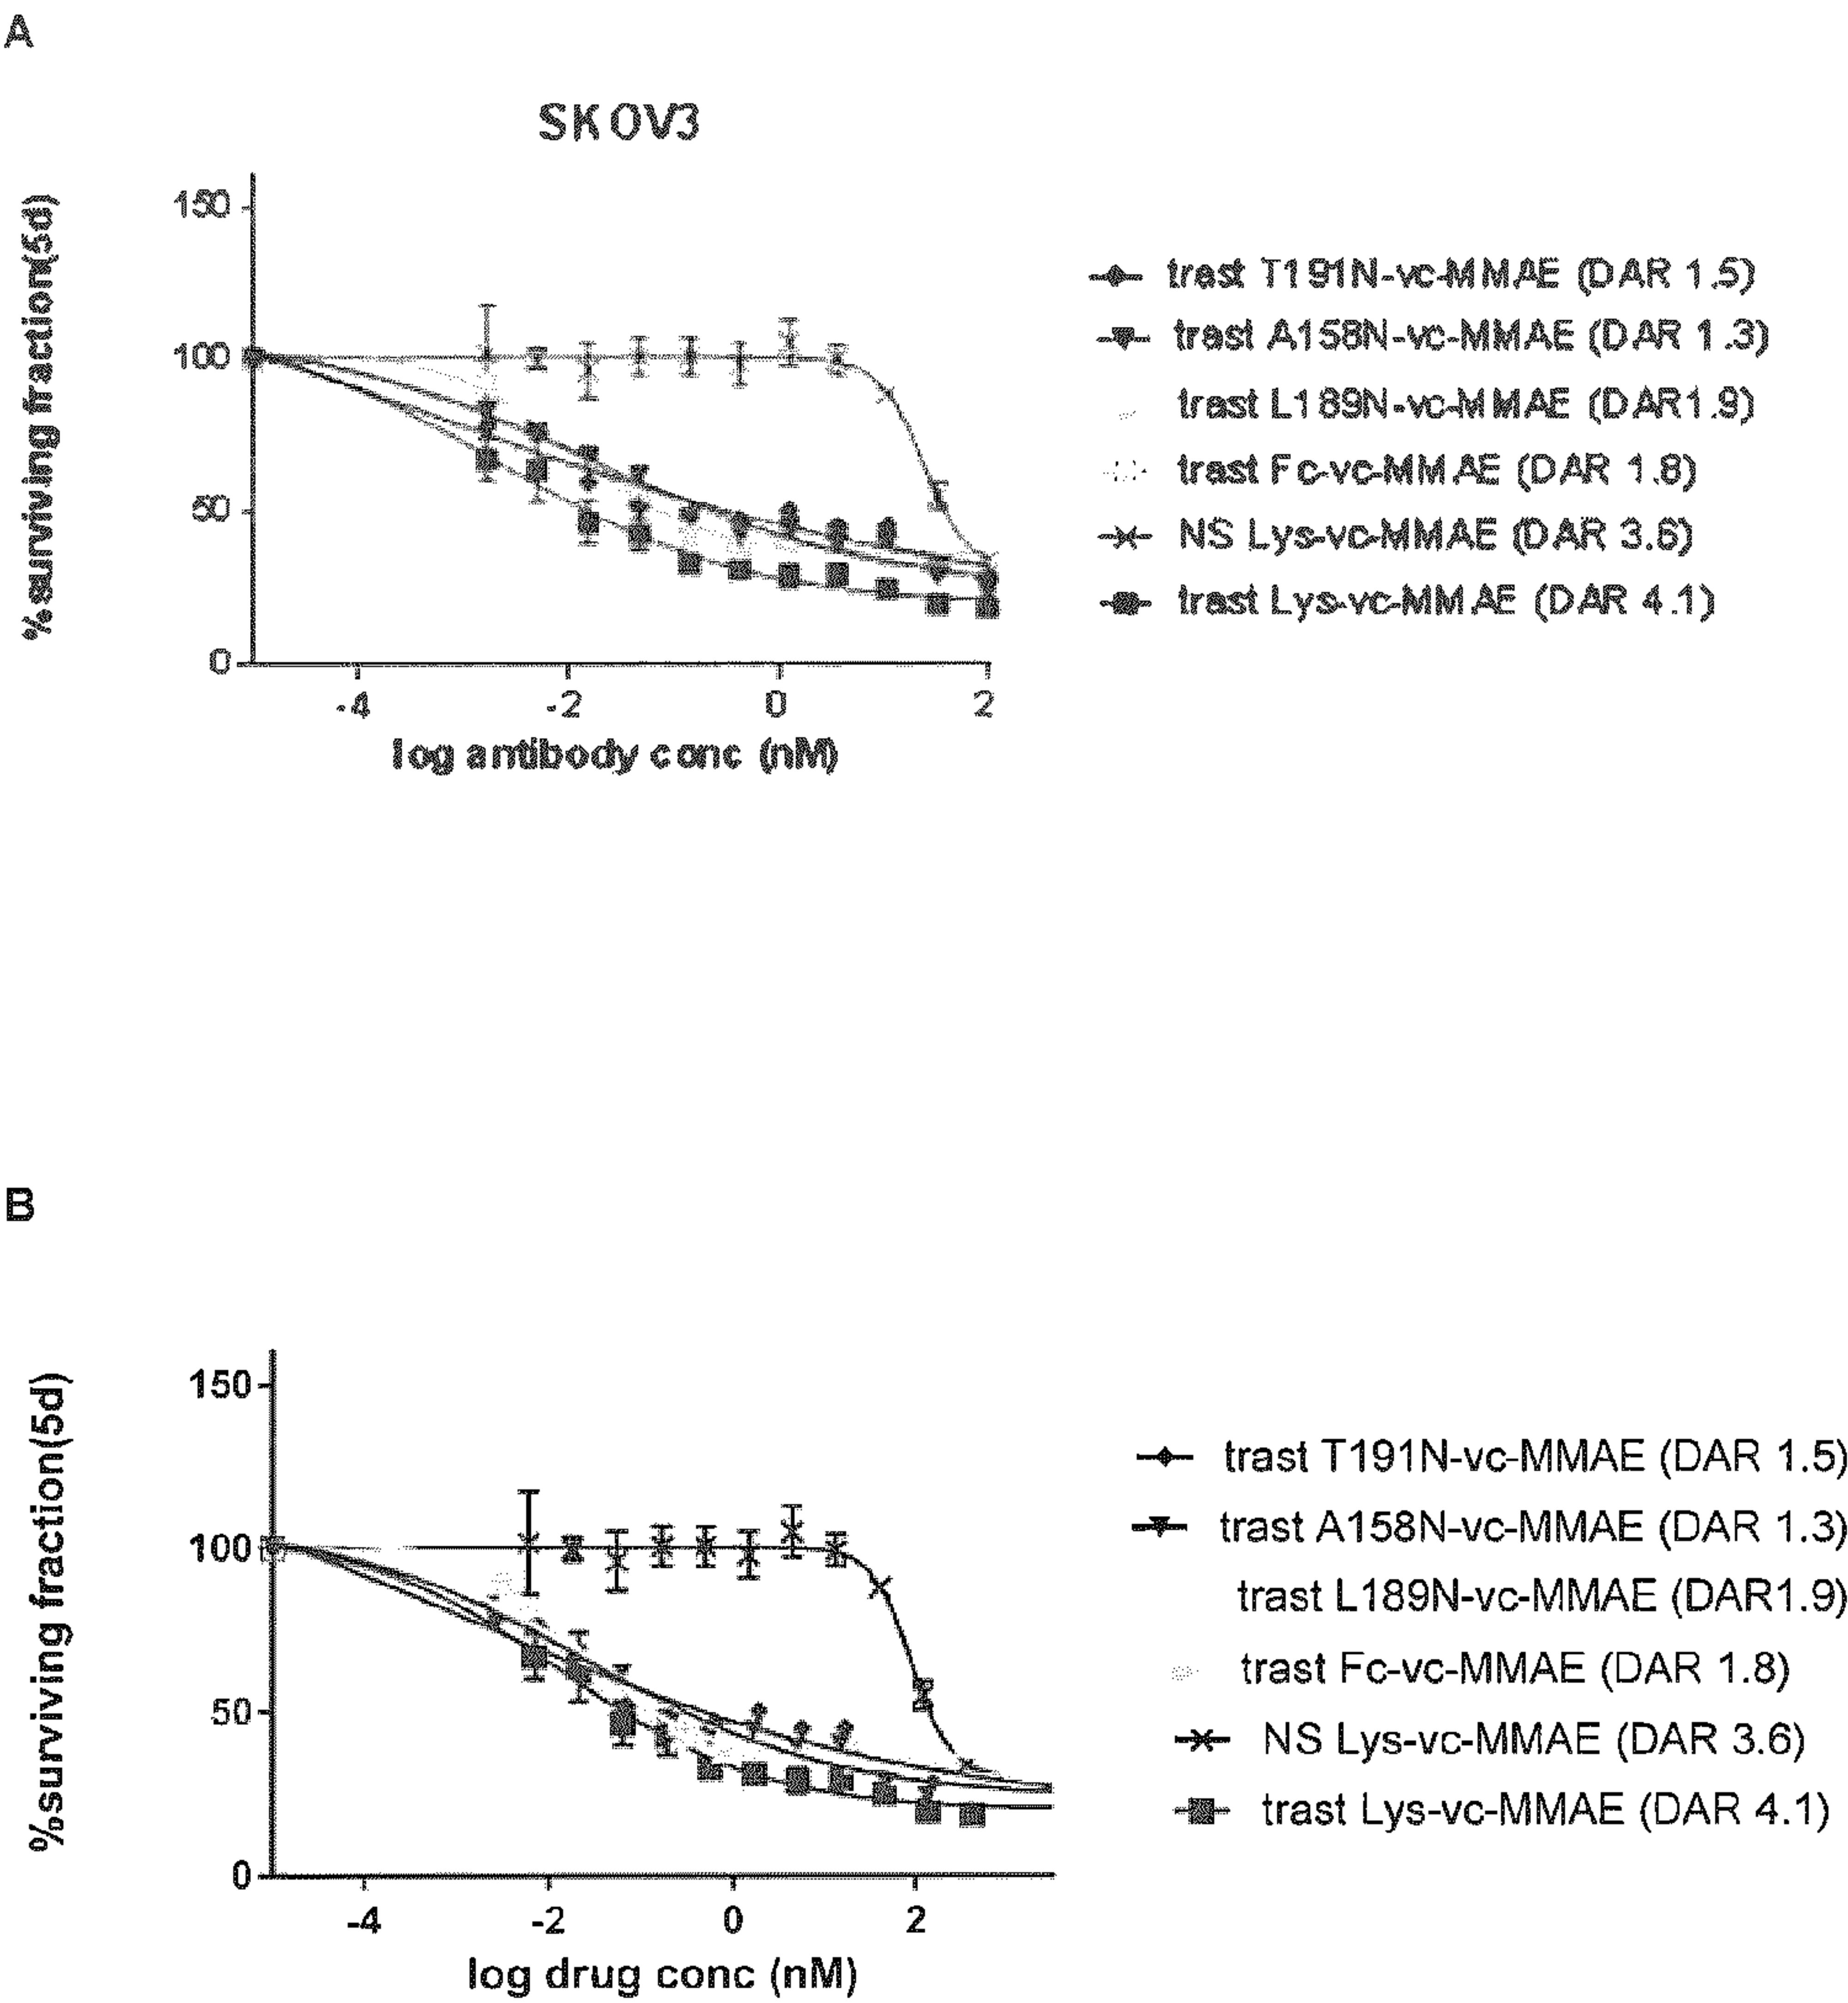 A
SKOV3
150
100
50
0
-4
-2
0
2
%surviving fraction(5d)
log antibody conc (nM)
trast T191N-vc-MMAE (DAR 1.5)
trast A158N-vc-MMAE (DAR 1.3)
trast L189N-vc-MMAE (DAR1.9)
trast Fc-vc-MMAE (DAR 1.8)
NS Lys-vc-MMAE (DAR 3.6)
trast Lys-vc-MMAE (DAR 4.1)
B
150
100
50
0
-4
-2
0
2
%surviving fraction(5d)
log drug conc (nM)
trast T191N-vc-MMAE (DAR 1.5)
trast A158N-vc-MMAE (DAR 1.3)
trast L189N-vc-MMAE (DAR1.9)
trast Fc-vc-MMAE (DAR 1.8)
NS Lys-vc-MMAE (DAR 3.6)
trast Lys-vc-MMAE (DAR 4.1)